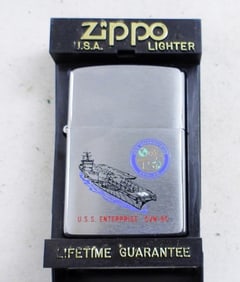 zippo
U.S.A. LIGHTER
U.S.S. ENTERPRISE CVN-65
LIFETIME GUARANTEE